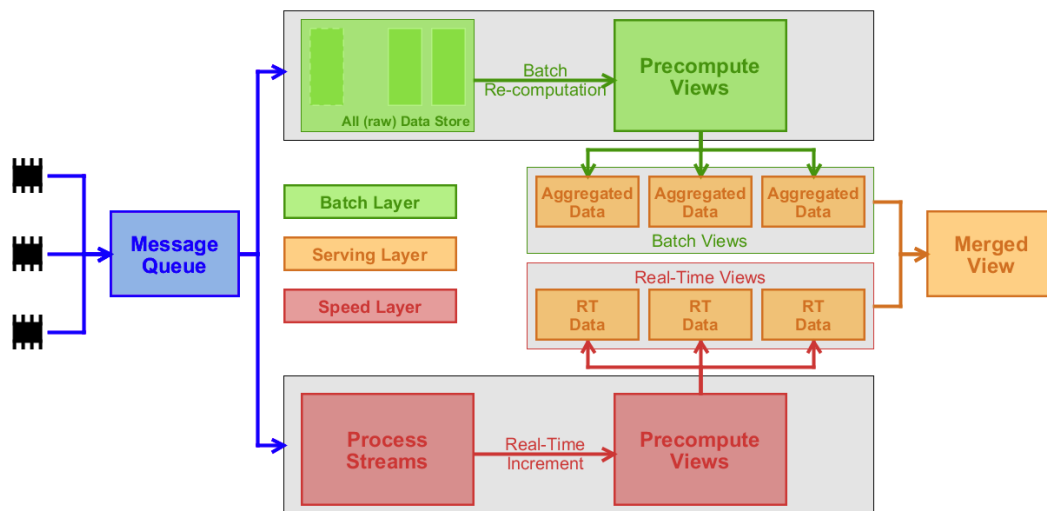 Batch
Re-computation
Precompute
Views
All (raw) Data Store
Message
Queue
Batch Layer
Serving Layer
Speed Layer
Aggregated
Data
Aggregated
Data
Aggregated
Data
Batch Views
Real-Time Views
RT
Data
RT
Data
RT
Data
Merged
View
Process
Streams
Real-Time
Increment
Precompute
Views